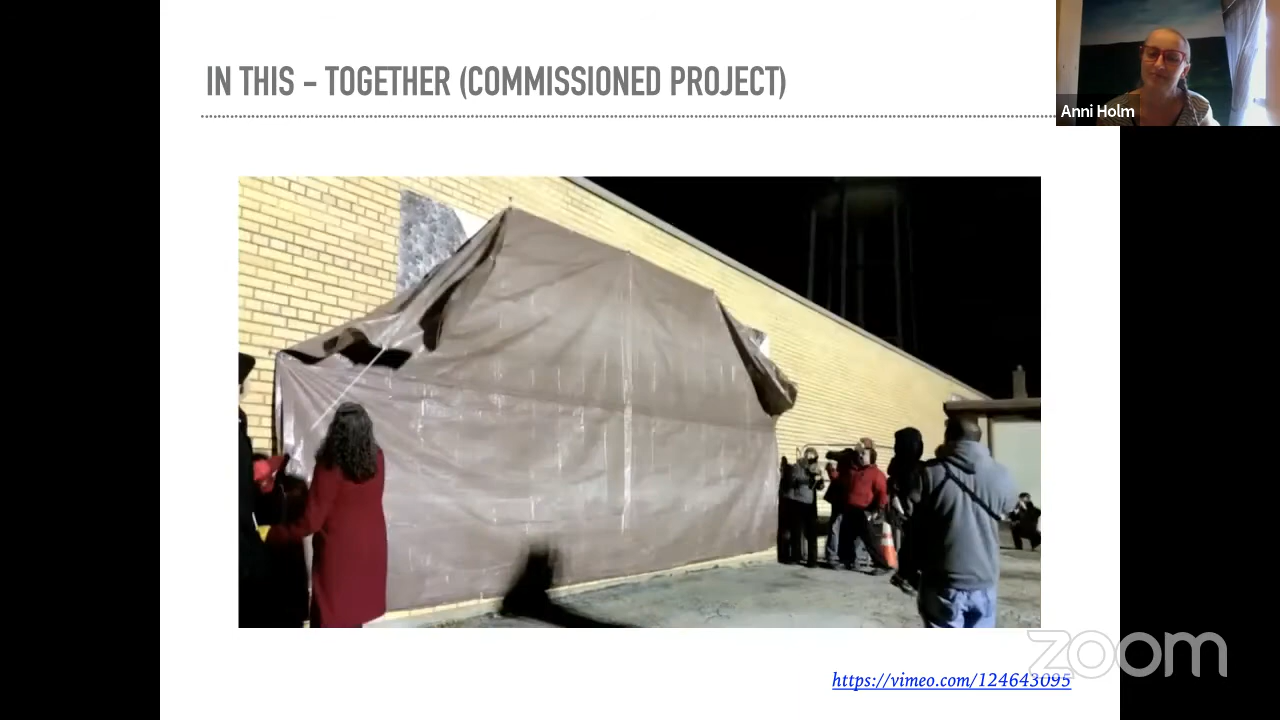 IN THIS – TOGETHER (COMMISSIONED PROJECT)
Anni Holm
https://vimeo.com/124643095
zoom